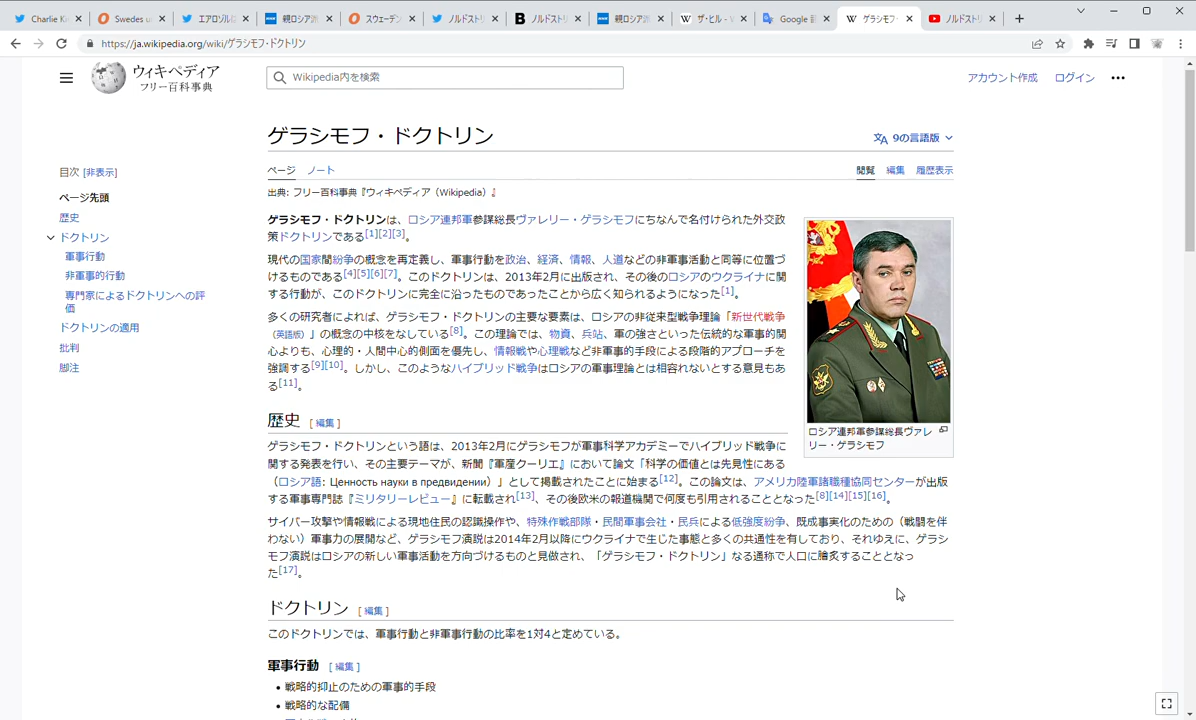 Charlie Ki
Swedes u
エアロゾルに
親ロシア派
スウェーデン
ノルドストリ
ノルドストリ
親ロシア派
ザ・ヒル - W
Google 翻
ゲラシモフ・
ノルドストリ
https://ja.wikipedia.org/wiki/ゲラシモフ・ドクトリン
ウィキペディア
フリー百科事典
Wikipedia内を検索
アカウント作成 ログイン
ゲラシモフ・ドクトリン
9の言語版
目次 [非表示]
ページ先頭
歴史
ドクトリン
軍事行動
非軍事的行動
専門家によるドクトリンへの評
価
ドクトリンの適用
批判
脚注
ページ ノート
閲覧 編集 履歴表示
出典: フリー百科事典『ウィキペディア（Wikipedia）』
ゲラシモフ・ドクトリンは、ロシア連邦軍参謀総長ヴァレリー・ゲラシモフにちなんで名付けられた外交政
策ドクトリンである[1][2][3]。
現代の国家間紛争の概念を再定義し、軍事行動を政治、経済、情報、人道などの非軍事活動と同等に位置づ
けるものである[4][5][6][7]。このドクトリンは、2013年2月に出版され、その後のロシアのウクライナに関
する行動が、このドクトリンに完全に沿ったものであったことから広く知られるようになった[1]。
多くの研究者によれば、ゲラシモフ・ドクトリンの主要な要素は、ロシアの非従来型戦争理論「新世代戦争
（英語版）」の概念の中核をなしている[8]。この理論では、物資、兵站、軍の強さといった伝統的な軍事的関
心よりも、心理的・人間中心的側面を優先し、情報戦や心理戦など非軍事的手段による段階的アプローチを
強調する[9][10]。しかし、このようなハイブリッド戦争はロシアの軍事理論とは相容れないとする意見もあ
る[11]。
ロシア連邦軍参謀総長ヴァレ
リー・ゲラシモフ
歴史 [編集]
ゲラシモフ・ドクトリンという語は、2013年2月にゲラシモフが軍事科学アカデミーでハイブリッド戦争に
関する発表を行い、その主要テーマが、新聞『軍産クーリエ』において論文「科学の価値とは先見性にある
（ロシア語: Ценность науки в предвидении）」として掲載されたことに始まる[12]。この論文は、アメリカ陸軍諸職種協同センターが出版
する軍事専門誌『ミリタリーレビュー』に転載され[13]、その後欧米の報道機関で何度も引用されることとなった[8][14][15][16]。
サイバー攻撃や情報戦による現地住民の認識操作や、特殊作戦部隊・民間軍事会社・民兵による低強度紛争、既成事実化のための（戦闘を伴
わない）軍事力の展開など、ゲラシモフ演説は2014年2月以降にウクライナで生じた事態と多くの共通性を有しており、それゆえに、ゲラシ
モフ演説はロシアの新しい軍事活動を方向づけるものと見做され、「ゲラシモフ・ドクトリン」なる通称で人口に膾炙することとなっ
た[17]。
ドクトリン [編集]
このドクトリンでは、軍事行動と非軍事行動の比率を1対4と定めている。
軍事行動 [編集]
• 戦略的抑止のための軍事的手段
• 戦略的な配備